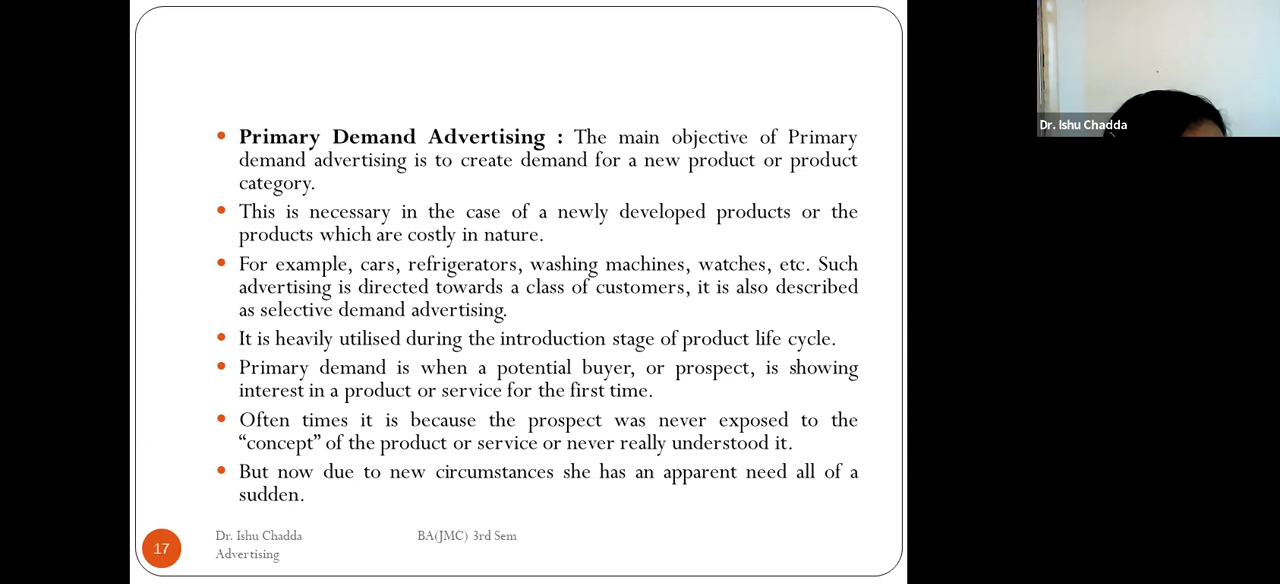 Primary Demand Advertising : The main objective of Primary
demand advertising is to create demand for a new product or product
category.
This is necessary in the case of a newly developed products or the
products which are costly in nature.
For example, cars, refrigerators, washing machines, watches, etc. Such
advertising is directed towards a class of customers, it is also described
as selective demand advertising.
It is heavily utilised during the introduction stage of product life cycle.
Primary demand is when a potential buyer, or prospect, is showing
interest in a product or service for the first time.
Often times it is because the prospect was never exposed to the
“concept” of the product or service or never really understood it.
But now due to new circumstances she has an apparent need all of a
sudden.
17
Dr. Ishu Chadda BA(JMC) 3rd Sem
Advertising
Dr. Ishu Chadda